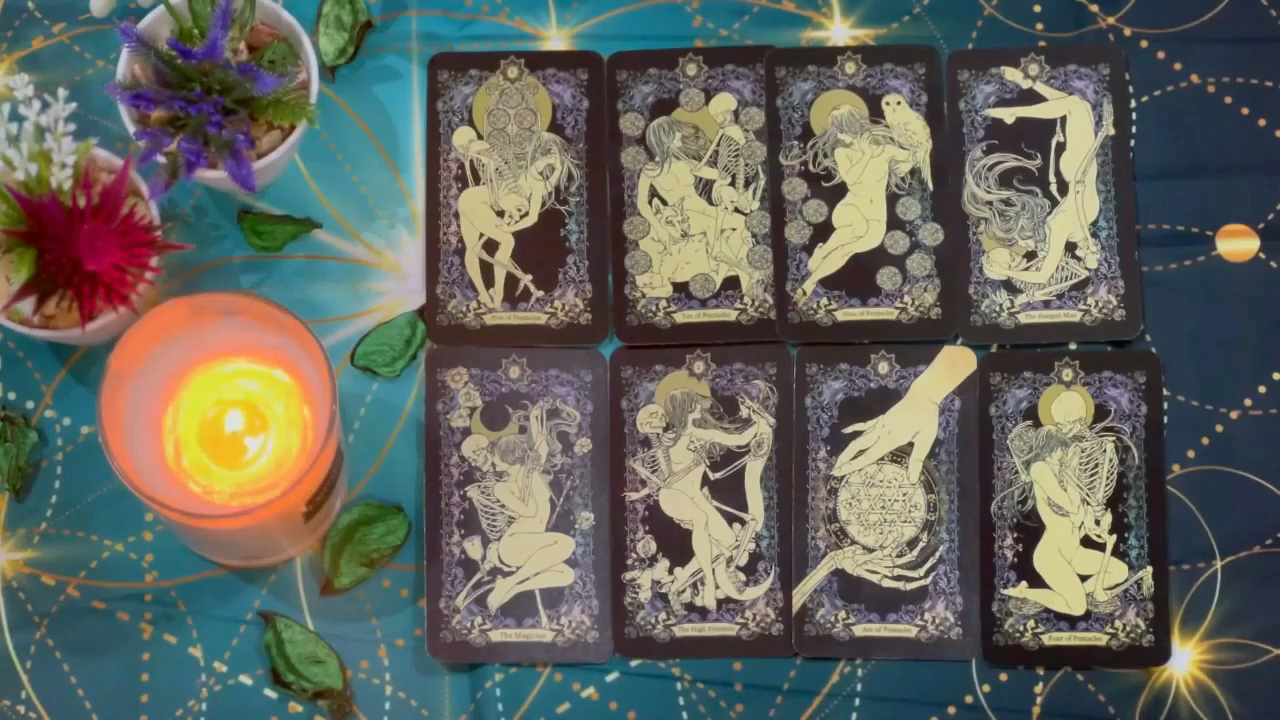 Five of Pentacles
Ten of Pentacles
Nine of Pentacles
The Hanged Man
The Magician
The High Priestess
Ace of Pentacles
Four of Pentacles